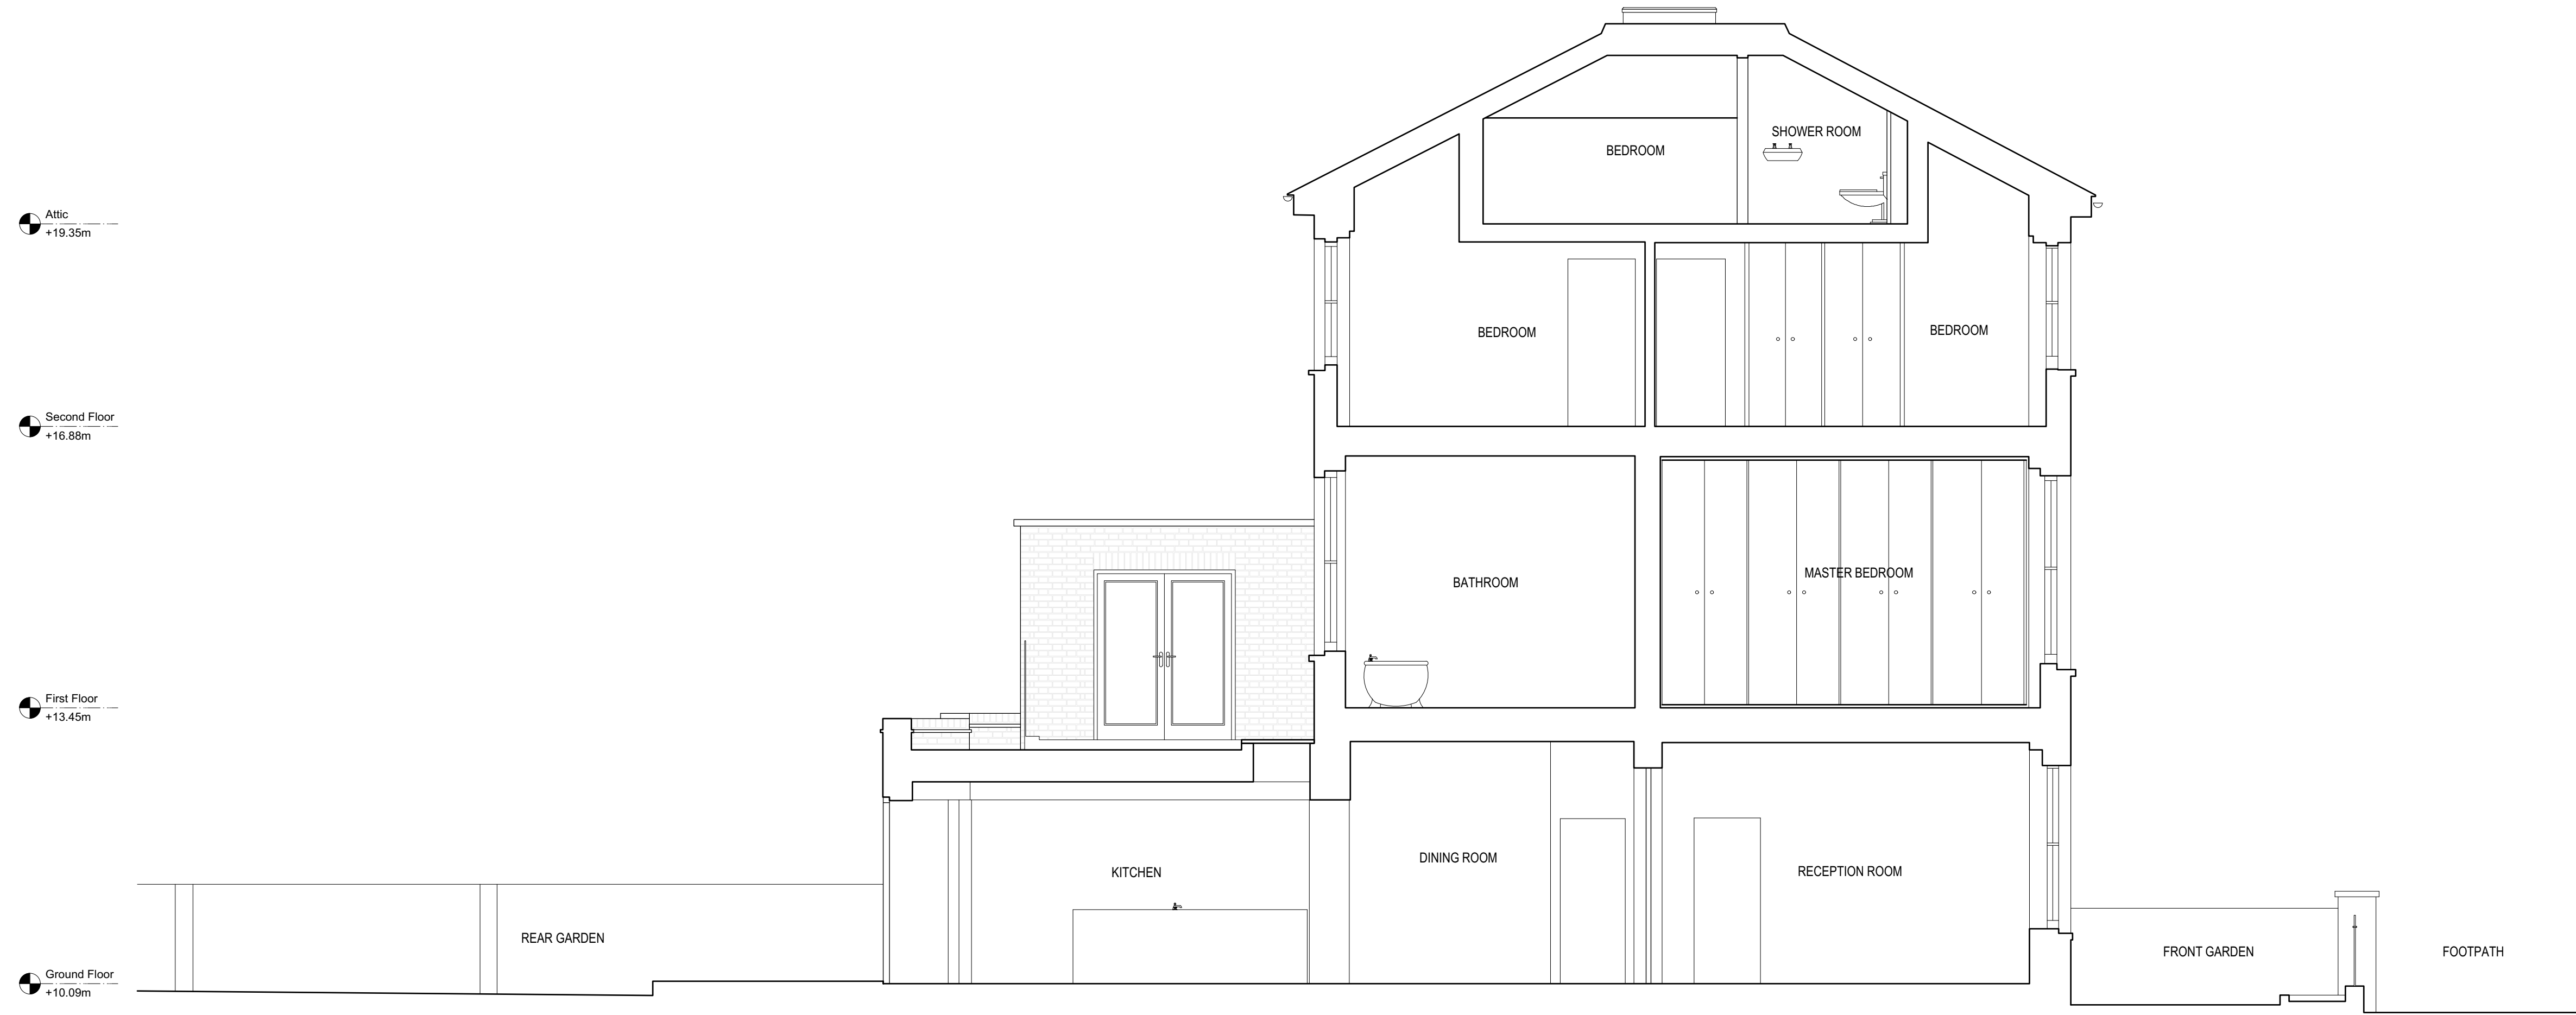 SHOWER ROOM
BEDROOM
Attic
+19.35m
BEDROOM
BEDROOM
Second Floor
+16.88m
BATHROOM
MASTER BEDROOM
First Floor
+13.45m
DINING ROOM
KITCHEN
RECEPTION ROOM
REAR GARDEN
FRONT GARDEN
FOOTPATH
Ground Floor
+10.09m